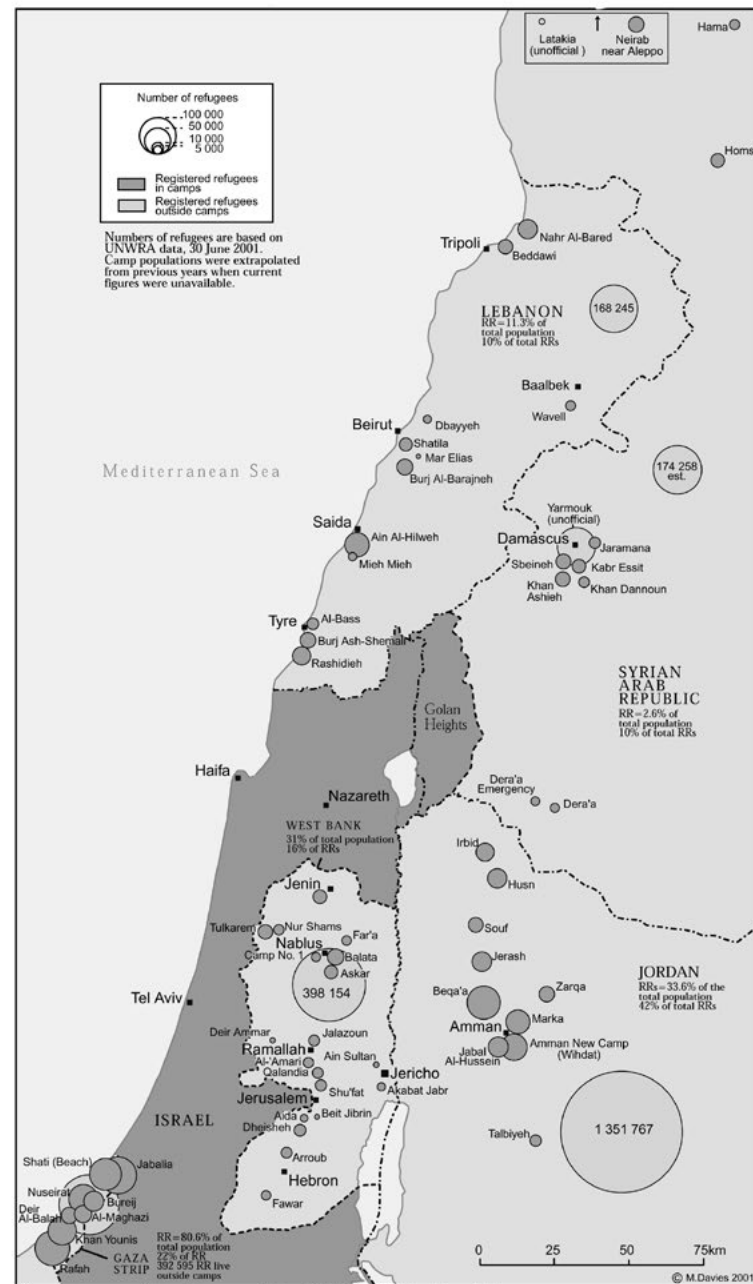 Latakia
(unofficial )
Neirab
near Aleppo
Hama
Number of refugees
100 000
50 000
10 000
5 000
Registered refugees
in camps
Registered refugees
outside camps
Numbers of refugees are based on
UNWRA data, 30 June 2001.
Camp populations were extrapolated
from previous years when current
figures were unavailable.
Homs
Nahr Al-Bared
Tripoli
Beddawi
LEBANON
RR=11.3% of
total population
10% of total RRs
168 245
Baalbek
Wavell
Dbayyeh
Beirut
Shatila
Mar Elias
Burj Al-Barajneh
Mediterranean Sea
174 258
est.
Yarmouk
(unofficial)
Saida
Ain Al-Hilweh
Mieh Mieh
Damascus
Jaramana
Sbeineh
Kabr Essit
Khan
Ashieh
Khan Dannoun
Al-Bass
Tyre
Burj Ash-Shemali
Rashidieh
SYRIAN
ARAB
REPUBLIC
RR=2.6% of
total population
10% of total RRs
Golan
Heights
Haifa
Nazareth
Dera'a
Emergency
Dera'a
WEST BANK
31% of total population
16% of RRs
Irbid
Husn
Jenin
Tulkarem
Nur Shams
Far'a
Souf
Nablus
Camp No. 1
Balata
Askar
398 154
Jerash
JORDAN
RRs=33.6% of the
total population
42% of total RRs
Tel Aviv
Beqa'a
Zarqa
Marka
Amman
Amman New Camp
(Wihdat)
Jabal
Al-Hussein
Deir Ammar
Jalazoun
Ramallah
Ain Sultan
Al-'Amari
Qalandia
Jericho
Shu'fat
Akabat Jabr
Jerusalem
Aida
Beit Jibrin
Dheisheh
ISRAEL
1 351 767
Talbiyeh
Arroub
Hebron
Fawar
Shati (Beach)
Jabalia
Nuseirat
Bureij
Deir
Al-Balah
Al-Maghazi
Khan Younis
Rafah
GAZA
STRIP
RR=80.6% of
total population
22% of RR
392 595 RR live
outside camps
0 25 50 75km